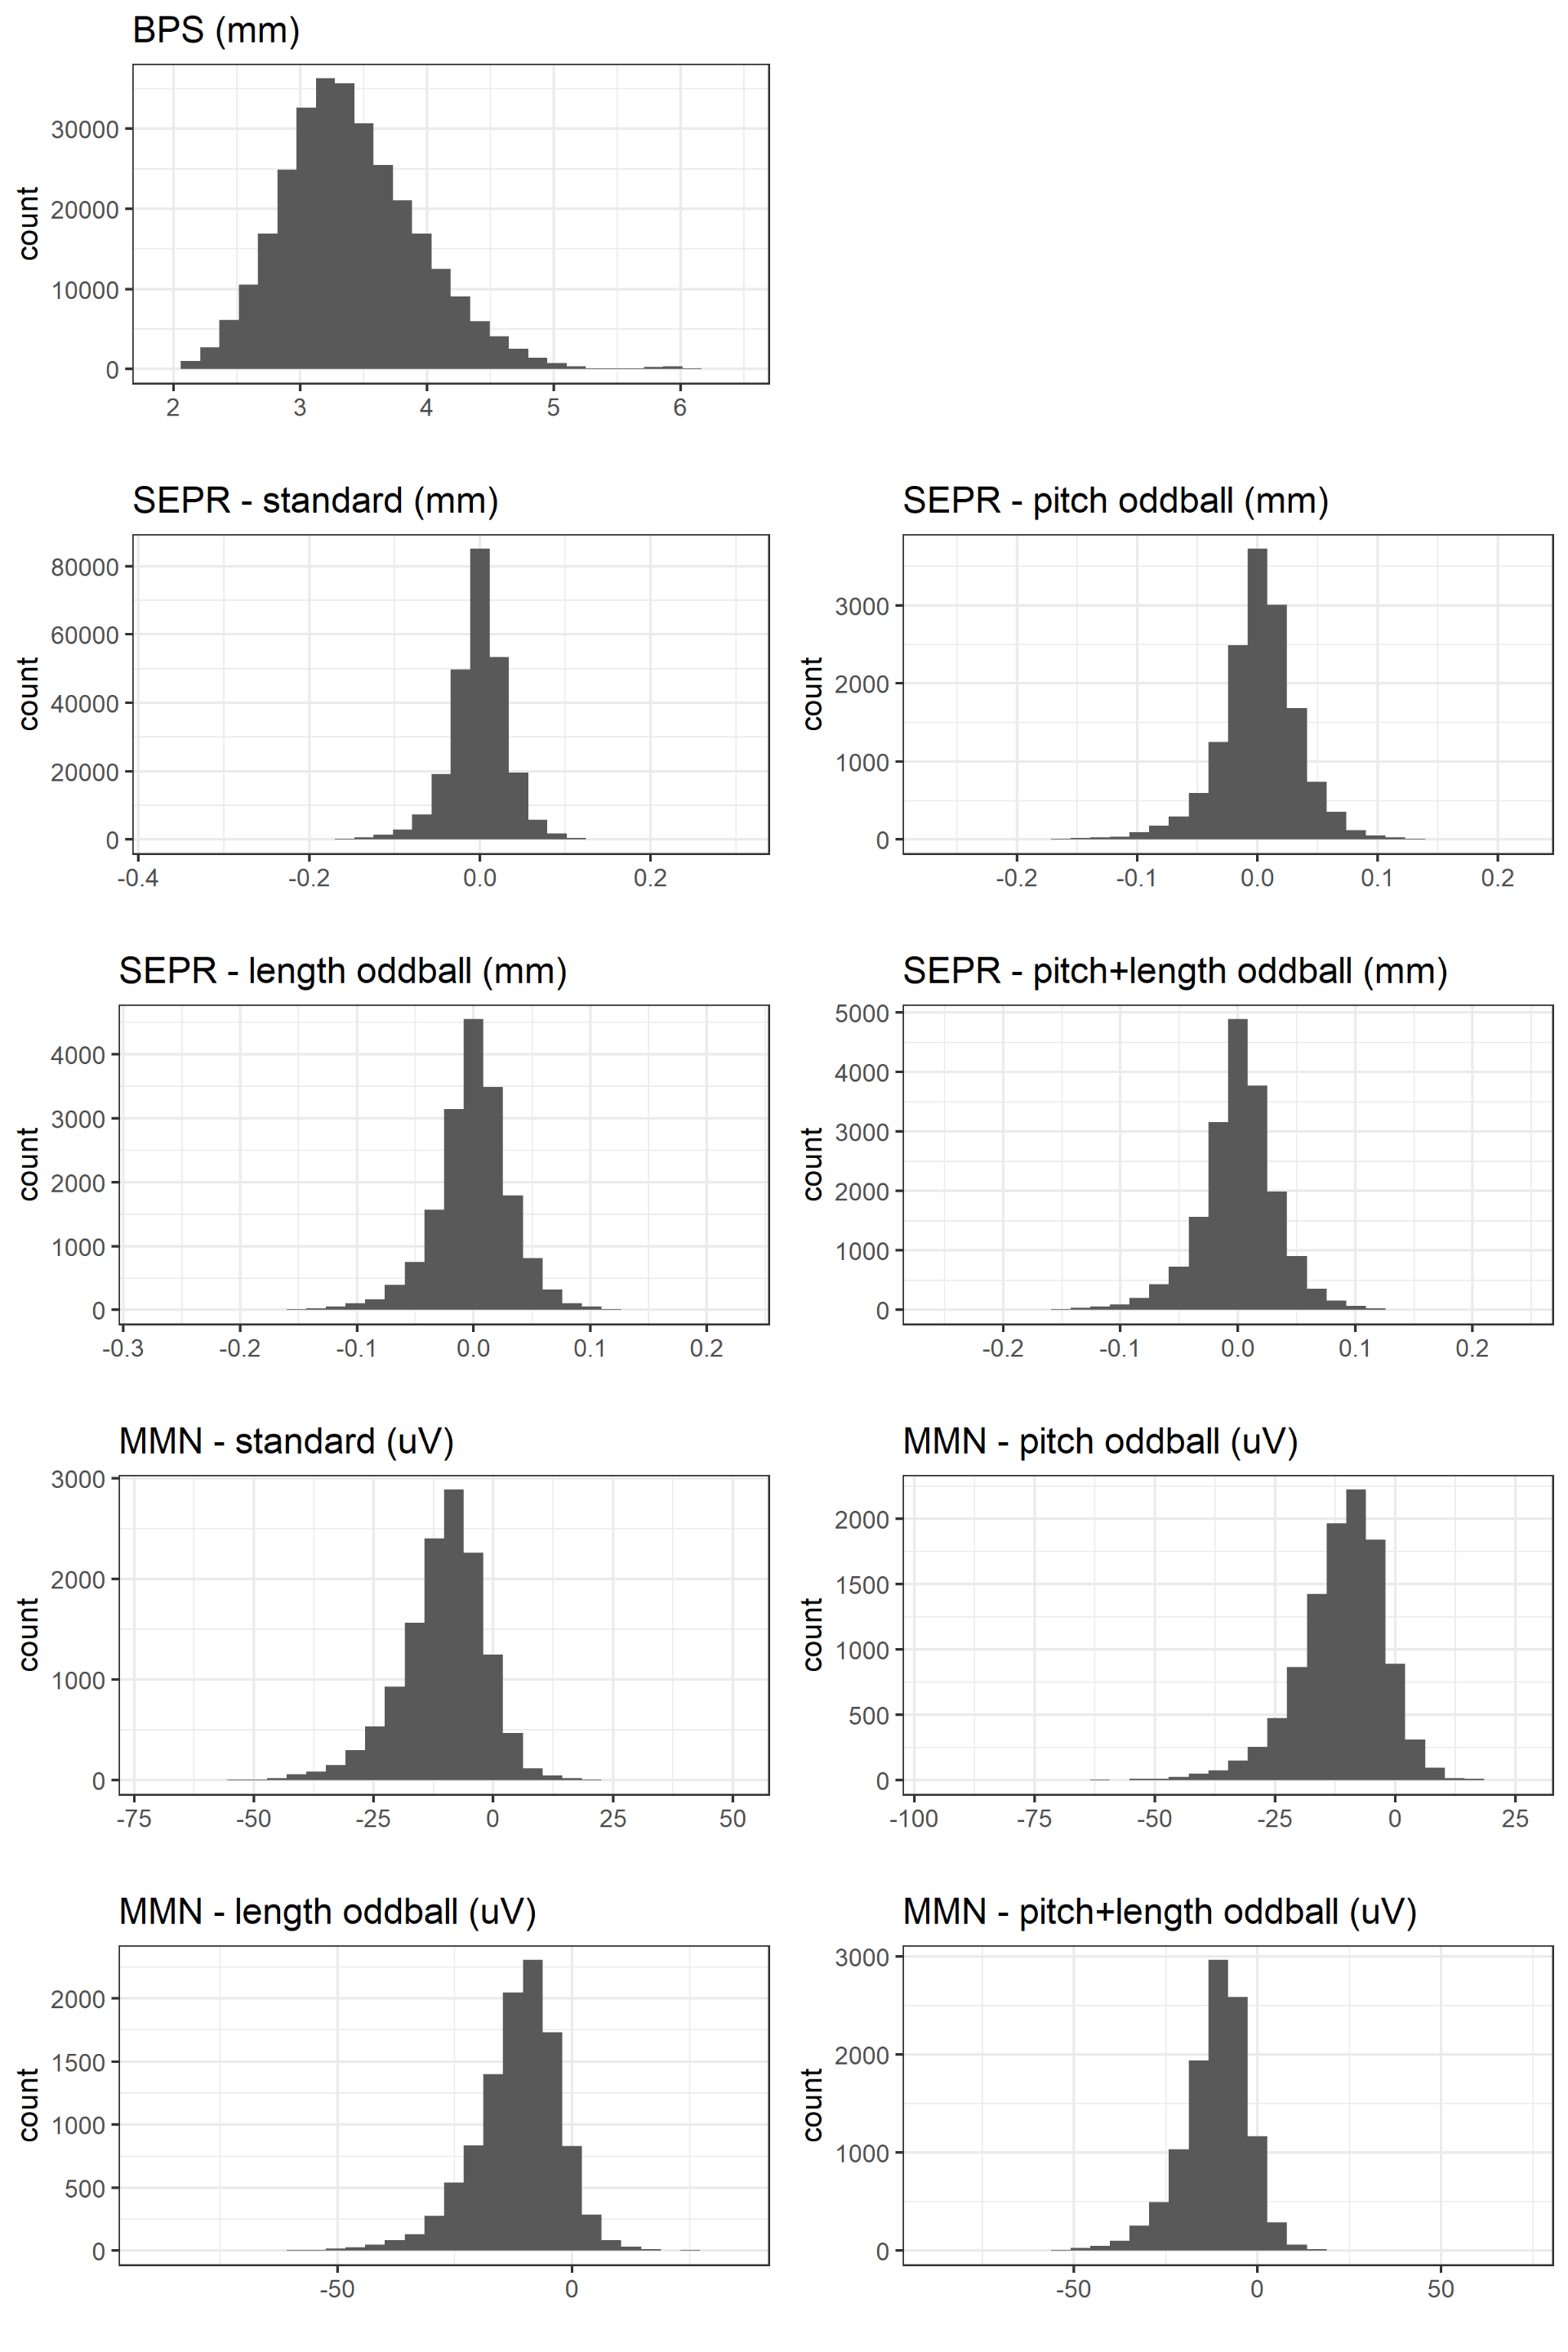 BPS (mm)
count
30000
20000
10000
0
2 3 4 5 6
SEPR - standard (mm)
count
80000
60000
40000
20000
0
-0.4 -0.2 0.0 0.2
SEPR - pitch oddball (mm)
count
3000
2000
1000
0
-0.2 -0.1 0.0 0.1 0.2
SEPR - length oddball (mm)
count
4000
3000
2000
1000
0
-0.3 -0.2 -0.1 0.0 0.1 0.2
SEPR - pitch+length oddball (mm)
count
5000
4000
3000
2000
1000
0
-0.2 -0.1 0.0 0.1 0.2
MMN - standard (uV)
count
3000
2000
1000
0
-75 -50 -25 0 25 50
MMN - pitch oddball (uV)
count
2000
1500
1000
500
0
-100 -75 -50 -25 0 25
MMN - length oddball (uV)
count
2000
1500
1000
500
0
-50 0
MMN - pitch+length oddball (uV)
count
3000
2000
1000
0
-50 0 50